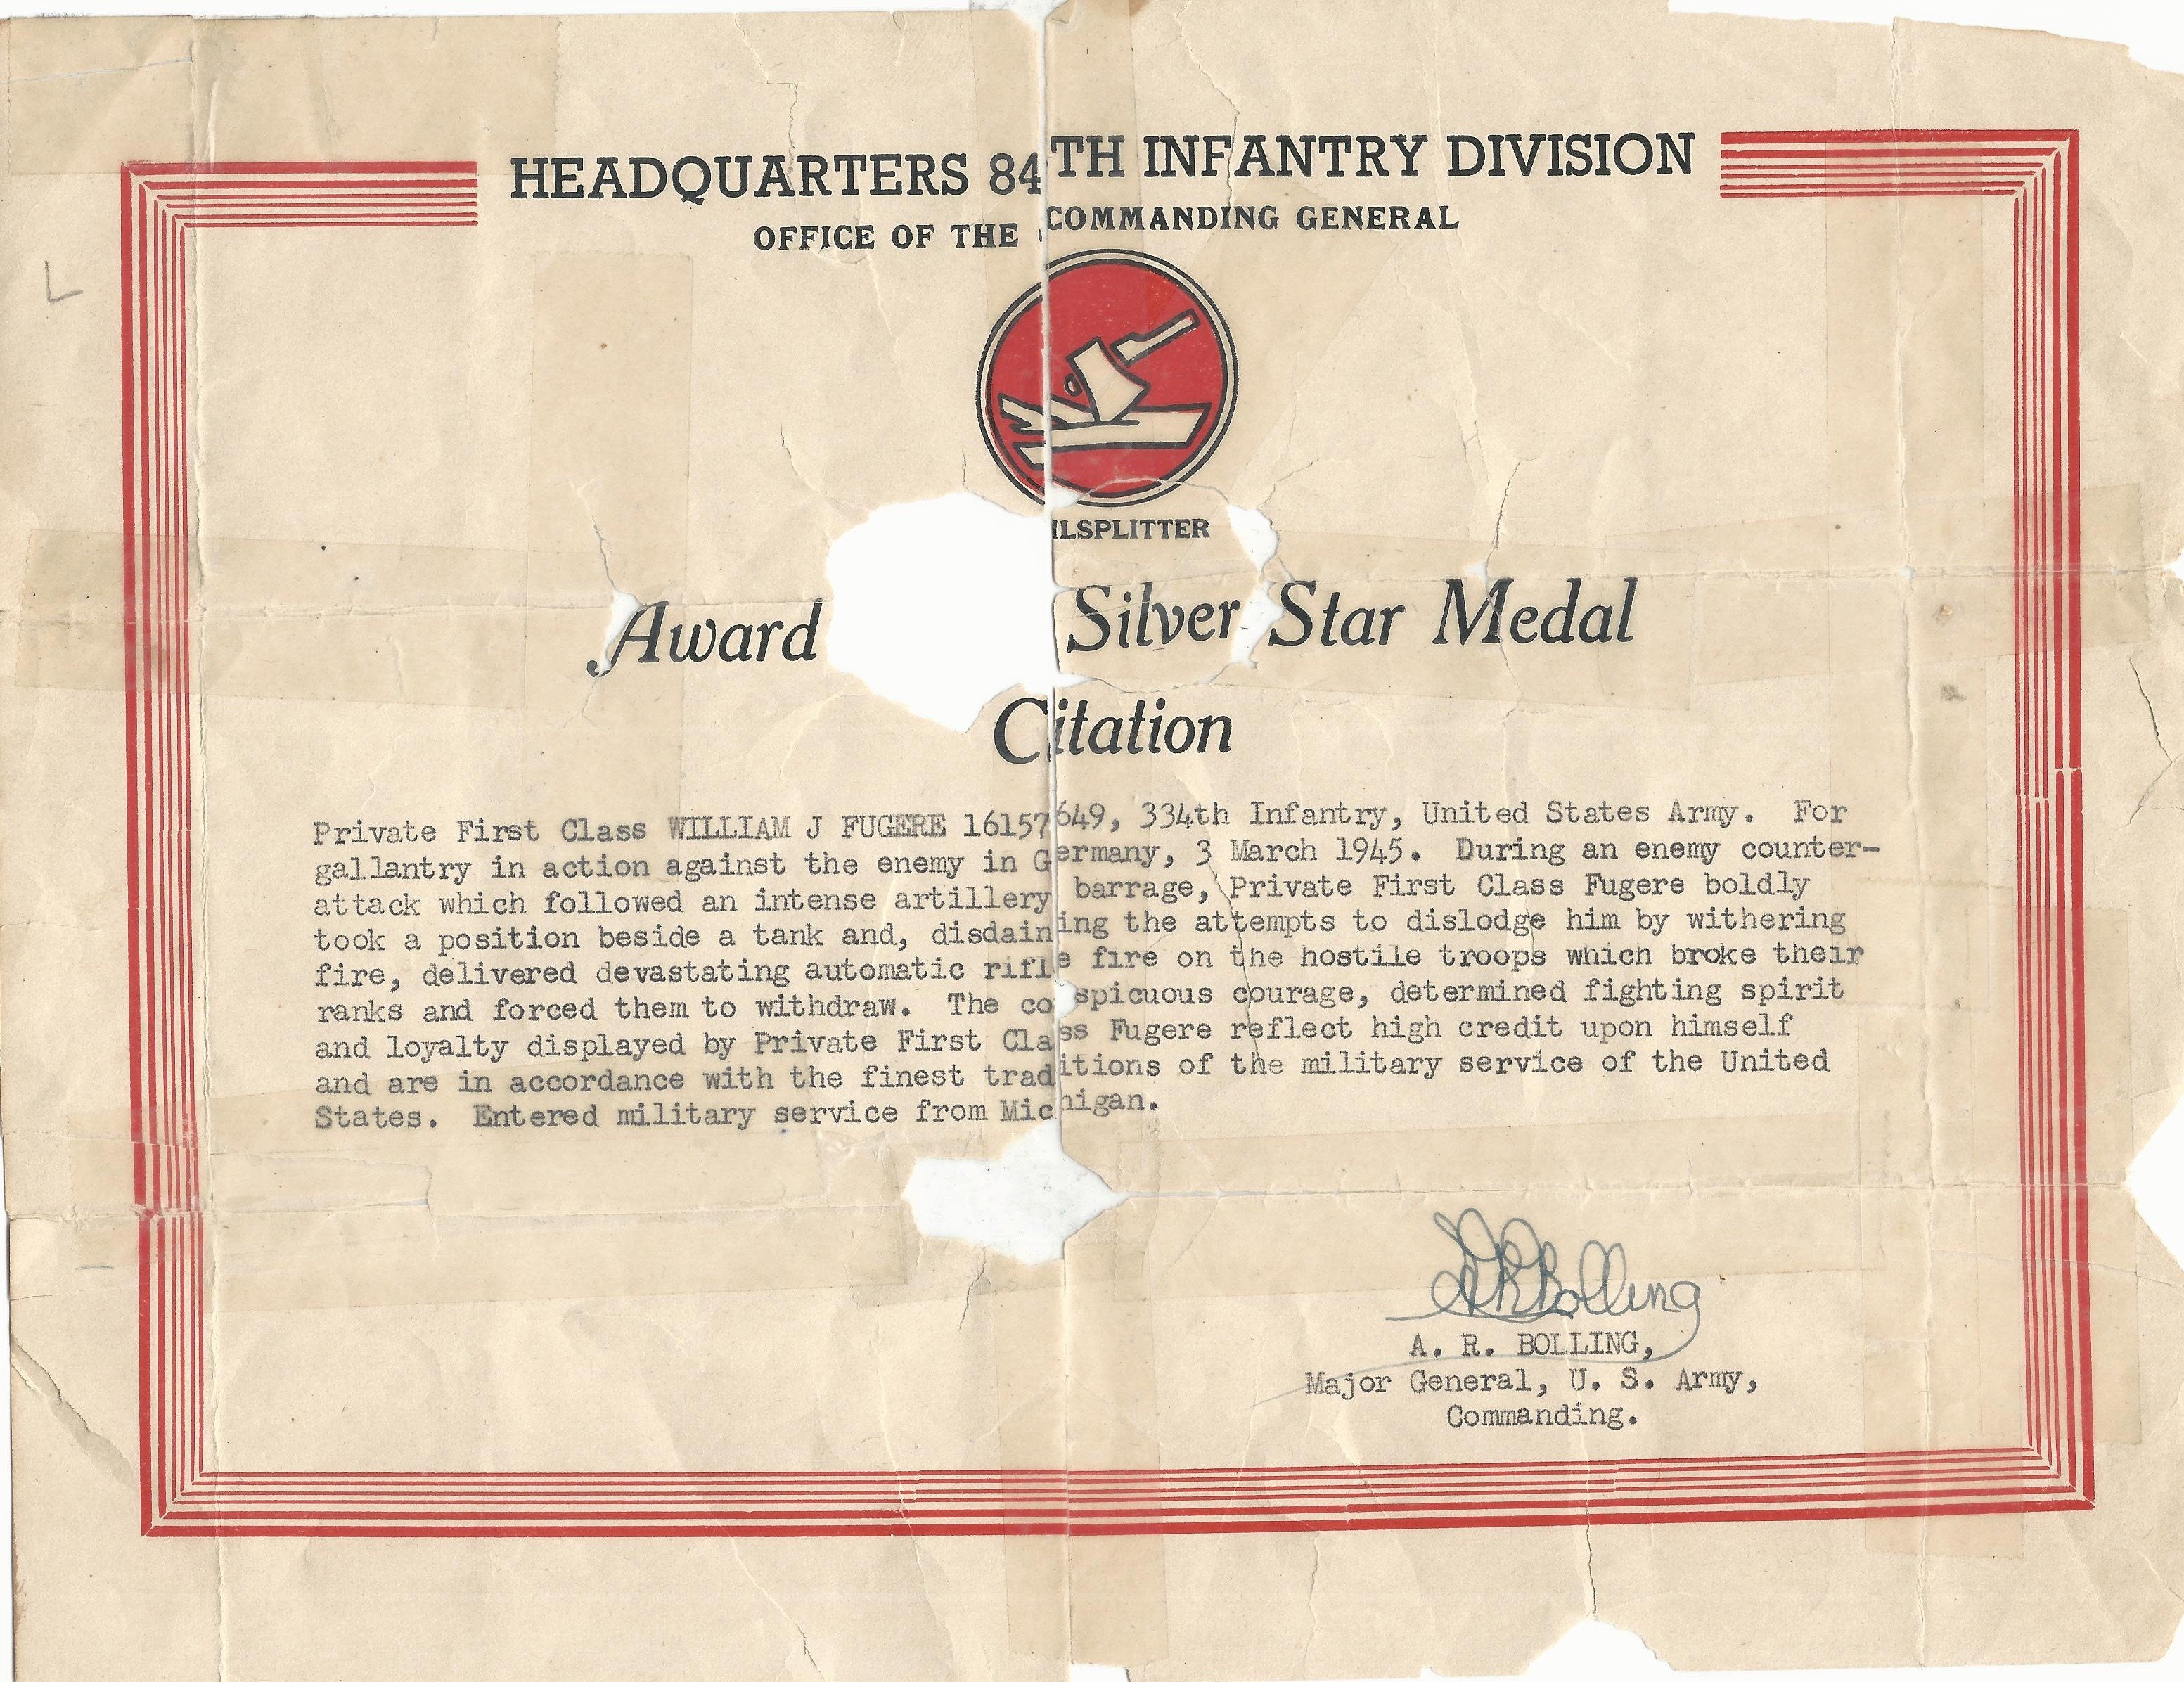 HEADQUARTERS 84TH INFANTRY DIVISION
OFFICE OF THE COMMANDING GENERAL
ILSPLITTER
Award Silver Star Medal
Citation
Private First Class WILLIAM J FUGERE 16157649, 334th Infantry, United States Army. For
gallantry in action against the enemy in Germany, 3 March 1945. During an enemy counter-
attack which followed an intense artillery barrage, Private First Class Fugere boldly
took a position beside a tank and, disdaining the attempts to dislodge him by withering
fire, delivered devastating automatic rifle fire on the hostile troops which broke their
ranks and forced them to withdraw. The co spicuous courage, determined fighting spirit
and loyalty displayed by Private First Class Fugere reflect high credit upon himself
and are in accordance with the finest traditions of the military service of the United
States. Entered military service from Michigan.
A R Bolling
A. R. BOLLING,
Major General, U. S. Army,
Commanding.